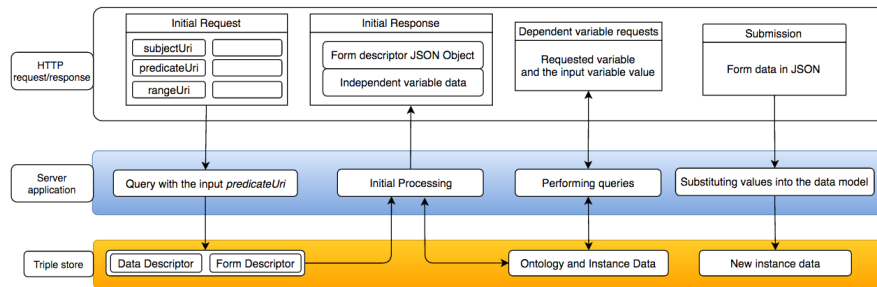 Initial Request
subjectUri
predicateUri
rangeUri
Initial Response
Form descriptor JSON Object
Independent variable data
Dependent variable requests
Requested variable
and the input variable value
Submission
Form data in JSON
HTTP
request/response
Server
application
Query with the input predicateUri
Initial Processing
Performing queries
Substituting values into the data model
Triple store
Data Descriptor
Form Descriptor
Ontology and Instance Data
New instance data